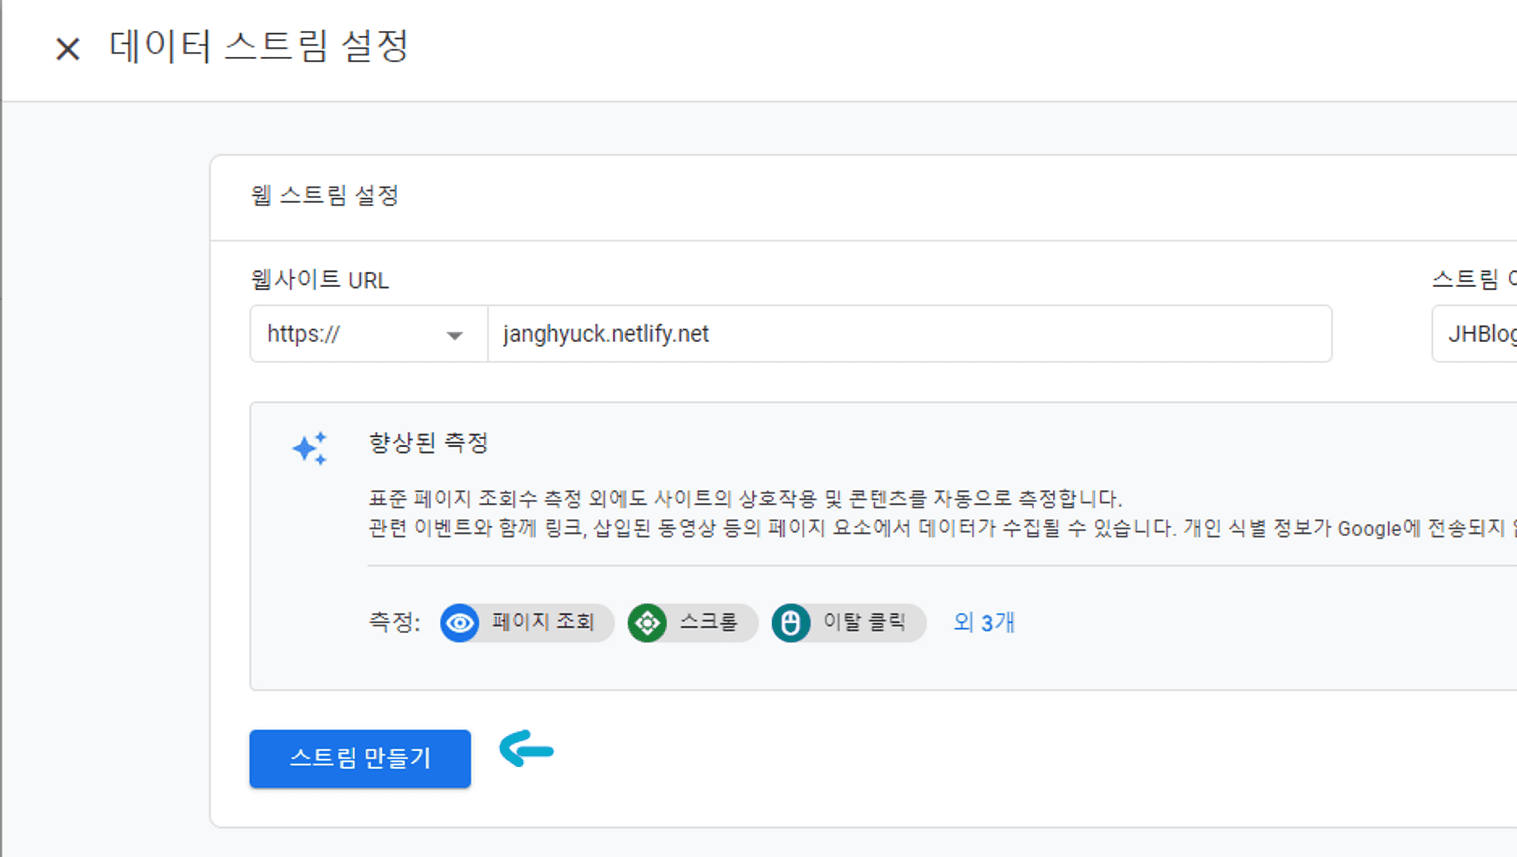 데이터 스트림 설정
웹 스트림 설정
웹사이트 URL
스트림
https://
janghyuck.netlify.net
JHBlog
향상된 측정
표준 페이지 조회수 측정 외에도 사이트의 상호작용 및 콘텐츠를 자동으로 측정합니다.
관련 이벤트와 함께 링크, 삽입된 동영상 등의 페이지 요소에서 데이터가 수집될 수 있습니다. 개인 식별 정보가 Google에 전송되지
측정:
페이지 조회
스크롤
이탈 클릭
외 3개
스트림 만들기